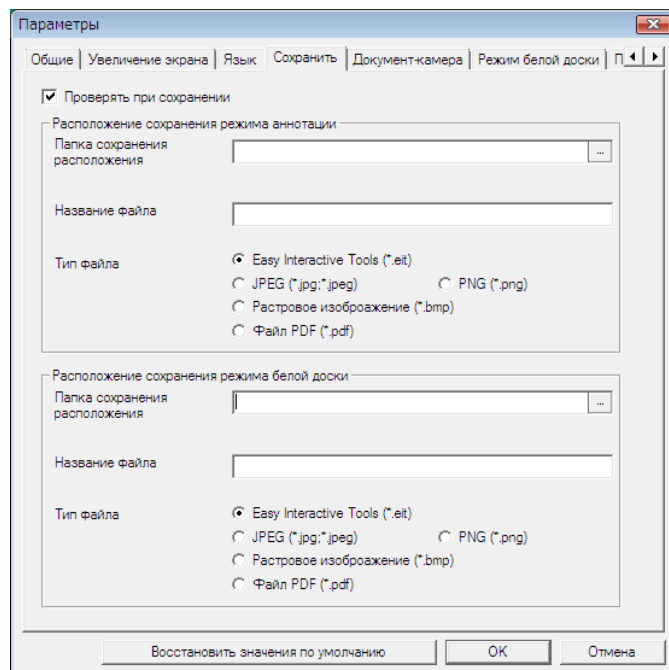 Параметры
Общие Увеличение экрана Язык Сохранить Документ-камера Режим белой доски П
Проверять при сохранении
Расположение сохранения режима аннотации
Папка сохранения
расположения
...
Название файла
Тип файла
Easy Interactive Tools (*.eit)
JPEG (*.jpg;*.jpeg) PNG (*.png)
Растровое изображение (*.bmp)
Файл PDF (*.pdf)
Расположение сохранения режима белой доски
Папка сохранения
расположения
...
Название файла
Тип файла
Easy Interactive Tools (*.eit)
JPEG (*.jpg;*.jpeg) PNG (*.png)
Растровое изображение (*.bmp)
Файл PDF (*.pdf)
Восстановить значения по умолчанию OK Отмена